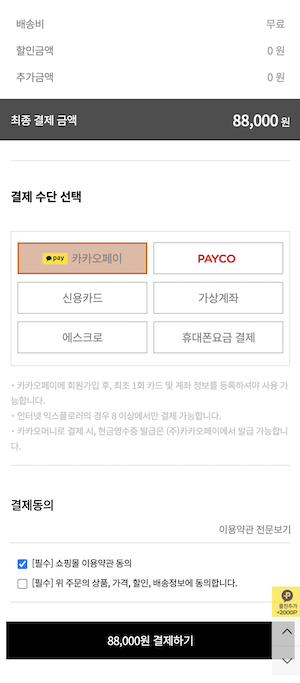 배송비 무료
할인금액 0 원
추가금액 0 원
최종 결제 금액 88,000 원
결제 수단 선택
pay 카카오페이 PAYCO
신용카드 가상계좌
에스크로 휴대폰요금 결제
· 카카오페이에 회원가입 후, 최초 1회 카드 및 계좌 정보를 등록하셔야 사용 가
능합니다.
· 인터넷 익스플로러의 경우 8 이상에서만 결제 가능합니다.
· 카카오머니로 결제 시, 현금영수증 발급은 (주)카카오페이에서 발급 가능합니
다.
결제동의
이용약관 전문보기
[필수] 쇼핑몰 이용약관 동의
[필수] 위 주문의 상품, 가격, 할인, 배송정보에 동의합니다.
P
플친추가
+2000P
88,000원 결제하기